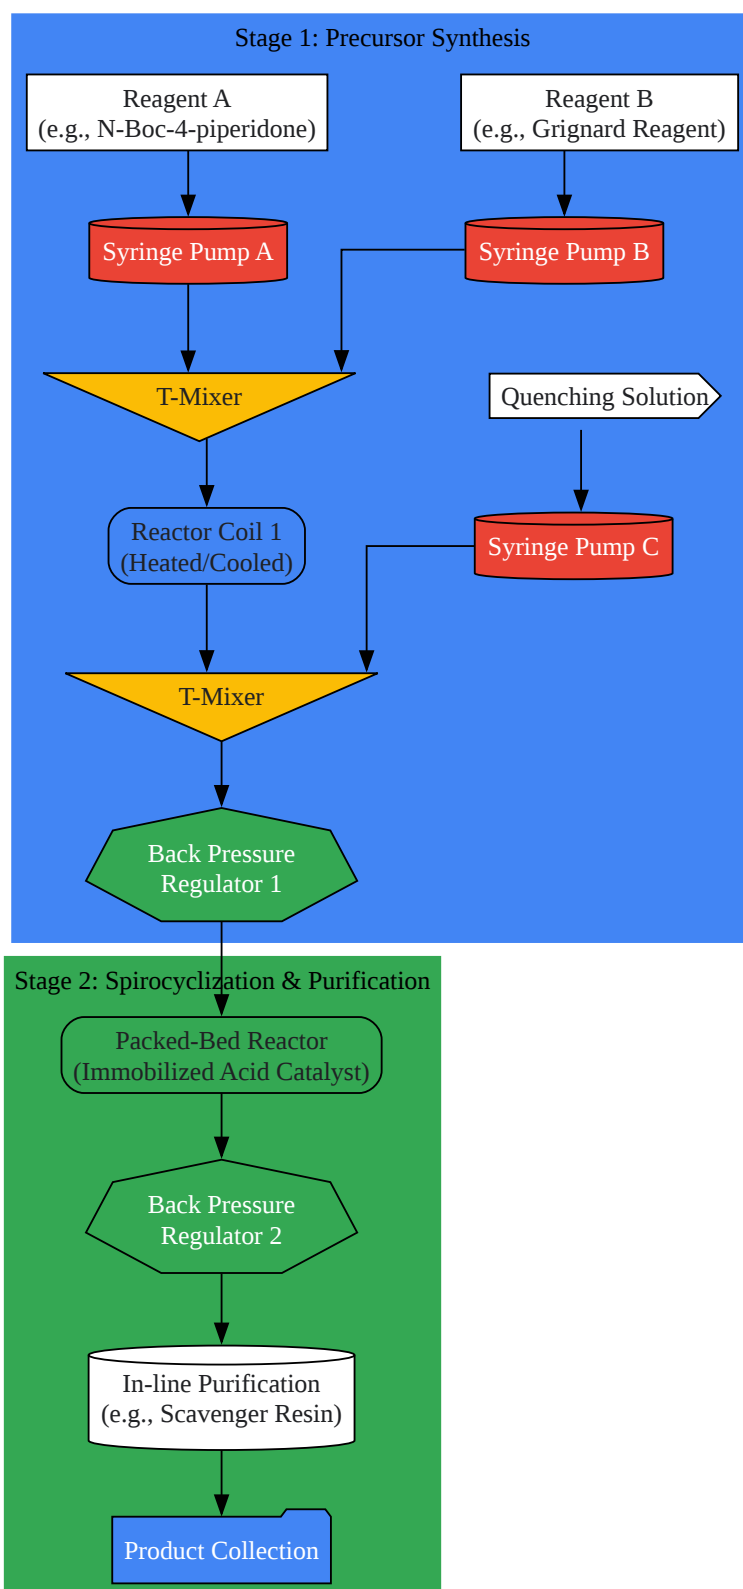 Stage 1: Precursor Synthesis
Reagent A
(e.g., N-Boc-4-piperidone)
Reagent B
(e.g., Grignard Reagent)
Syringe Pump A
Syringe Pump B
T-Mixer
Quenching Solution
Reactor Coil 1
(Heated/Cooled)
Syringe Pump C
T-Mixer
Back Pressure
Regulator 1
Stage 2: Spirocyclization & Purification
Packed-Bed Reactor
(Immobilized Acid Catalyst)
Back Pressure
Regulator 2
In-line Purification
(e.g., Scavenger Resin)
Product Collection